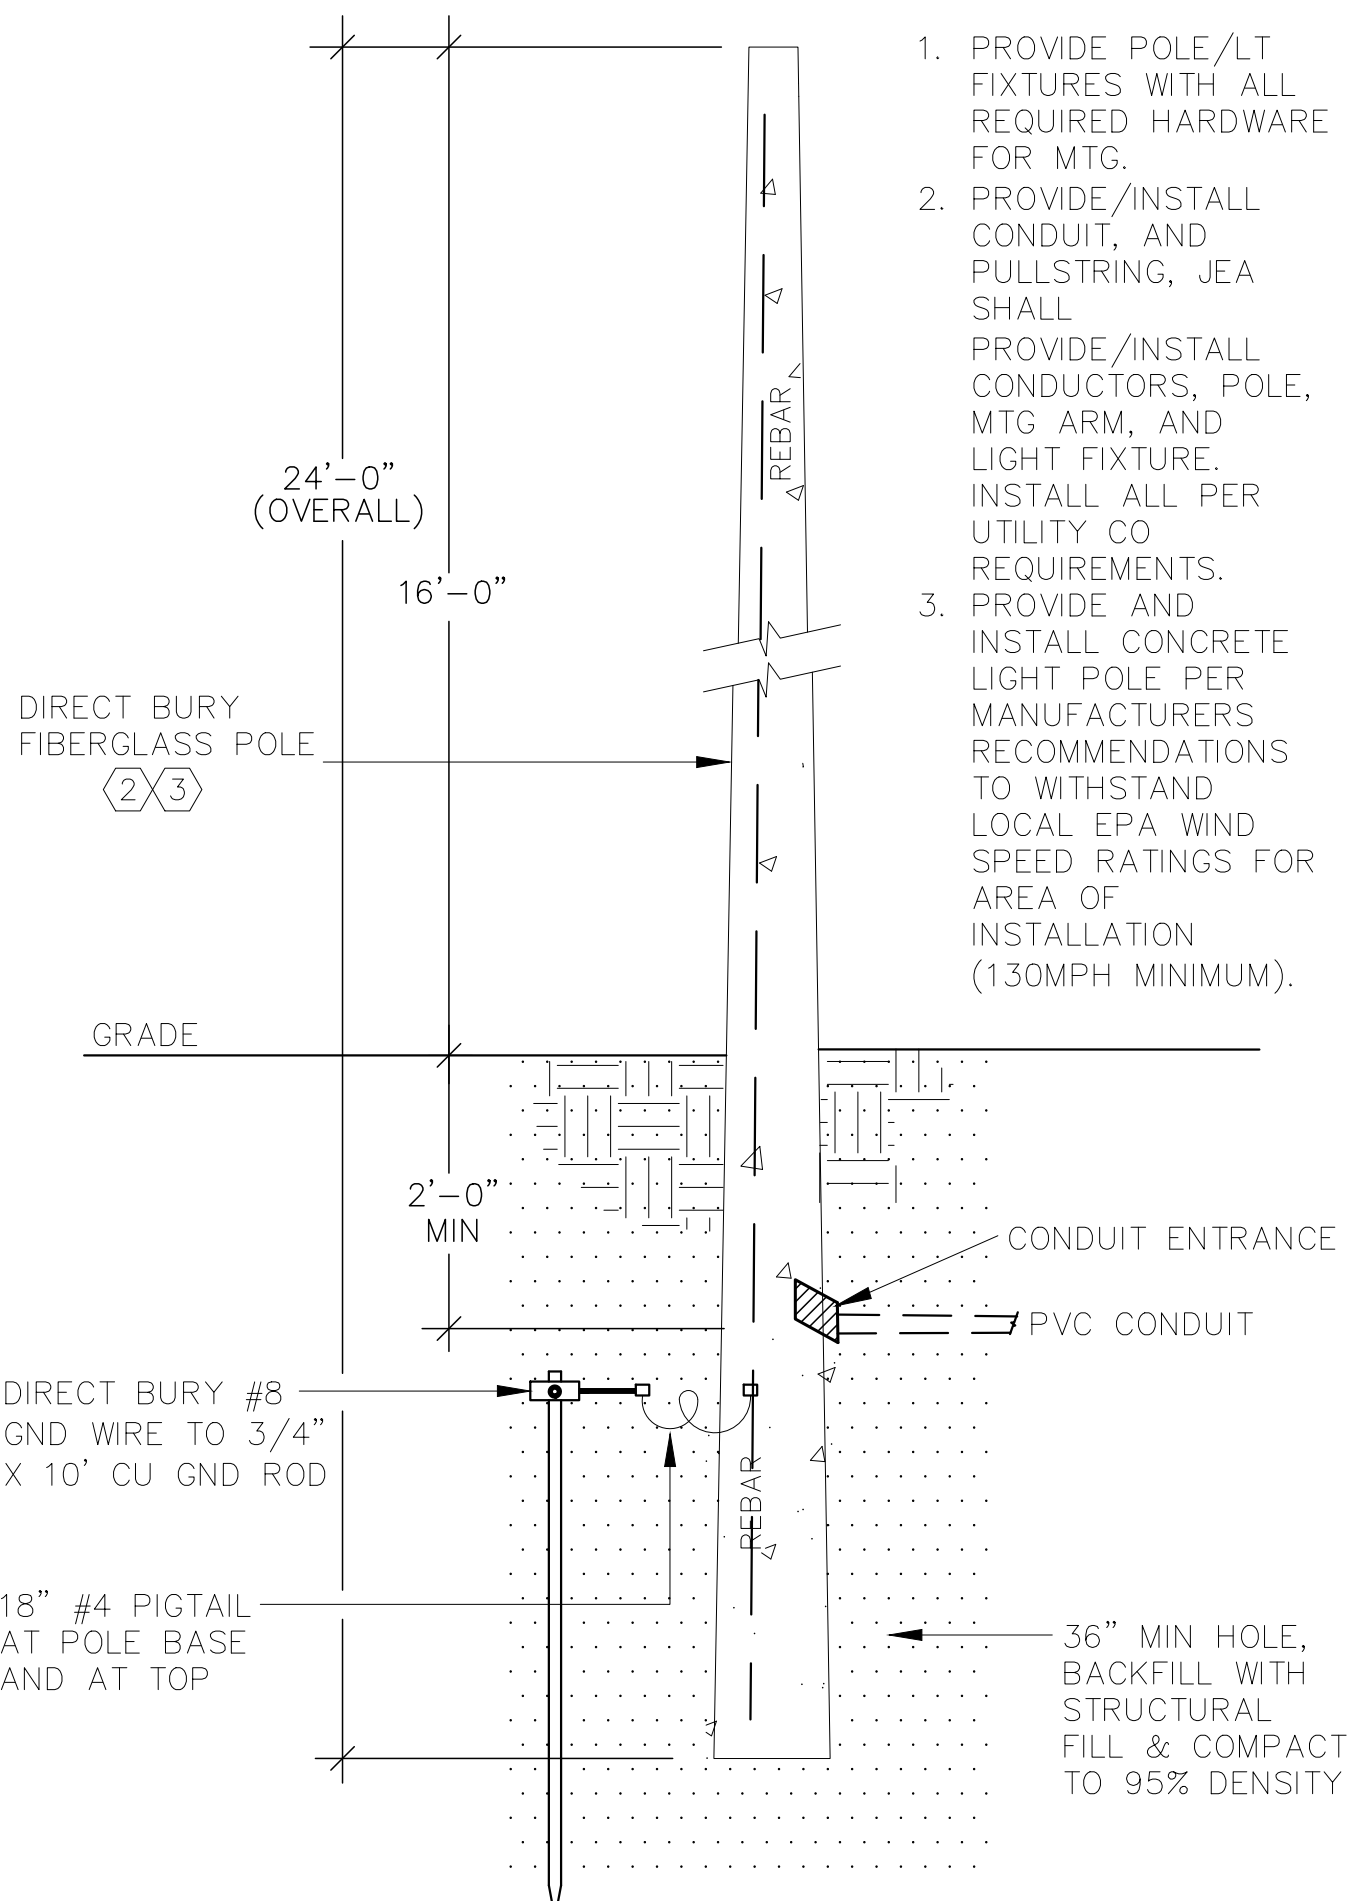 1. PROVIDE POLE/LT
FIXTURES WITH ALL
REQUIRED HARDWARE
FOR MTG.
2. PROVIDE/INSTALL
CONDUIT, AND
PULLSTRING, JEA
SHALL
PROVIDE/INSTALL
CONDUCTORS, POLE,
MTG ARM, AND
LIGHT FIXTURE.
INSTALL ALL PER
UTILITY CO
REQUIREMENTS.
3. PROVIDE AND
INSTALL CONCRETE
LIGHT POLE PER
MANUFACTURERS
RECOMMENDATIONS
TO WITHSTAND
LOCAL EPA WIND
SPEED RATINGS FOR
AREA OF
INSTALLATION
(130MPH MINIMUM).
REBAR
24'-0"
(OVERALL)
16'-0"
DIRECT BURY
FIBERGLASS POLE
2 3
GRADE
2'-0"
MIN
CONDUIT ENTRANCE
PVC CONDUIT
DIRECT BURY #8
GND WIRE TO 3/4"
X 10' CU GND ROD
REBAR
18" #4 PIGTAIL
AT POLE BASE
AND AT TOP
36" MIN HOLE,
BACKFILL WITH
STRUCTURAL
FILL & COMPACT
TO 95% DENSITY